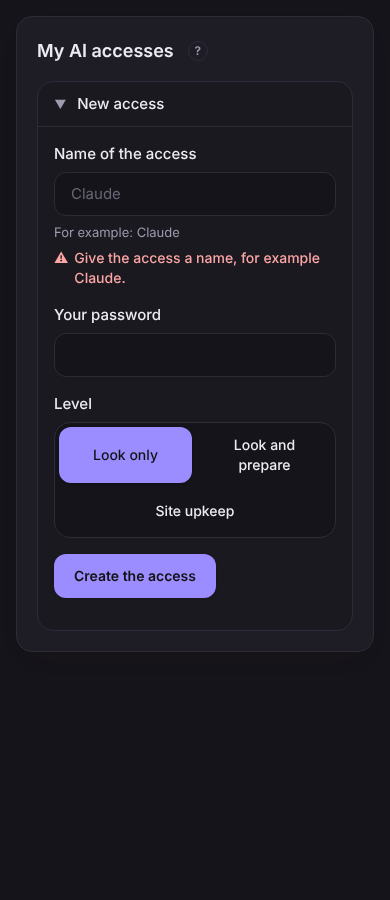 My AI accesses ?
▼ New access
Name of the access
Claude
For example: Claude
⚠ Give the access a name, for example
Claude.
Your password
Level
Look only
Look and
prepare
Site upkeep
Create the access